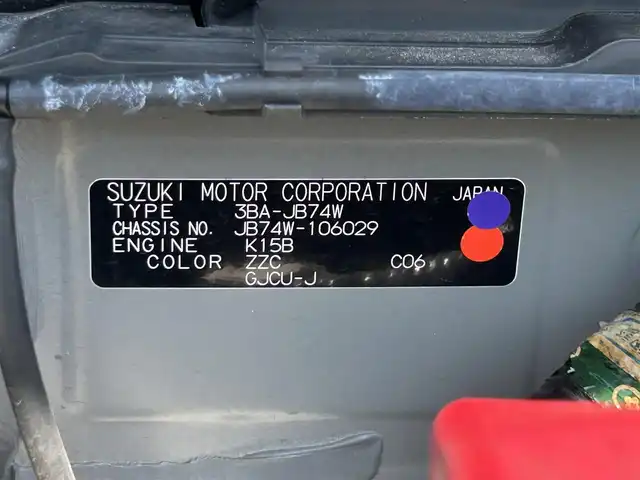 SUZUKI MOTOR CORPORATION JAPAN
TYPE 3BA-JB74W
CHASSIS NO. JB74W-106029
ENGINE K15B
COLOR ZZC C06
GJCU-J